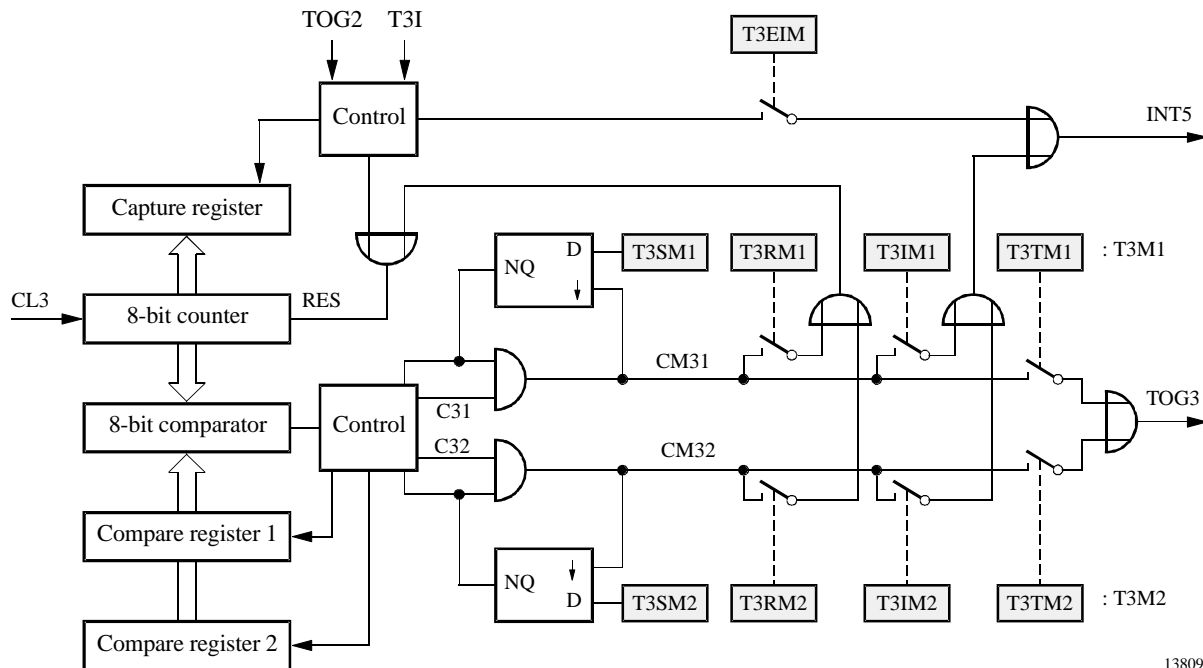 TOG2 T3I
T3EIM
Control
INT5
Capture register
D
NQ
T3SM1
T3RM1
T3IM1
T3TM1
: T3M1
CL3
8-bit counter
RES
CM31
C31
TOG3
8-bit comparator
Control
C32
CM32
Compare register 1
NQ
D
T3SM2
T3RM2
T3IM2
T3TM2
: T3M2
Compare register 2
13809